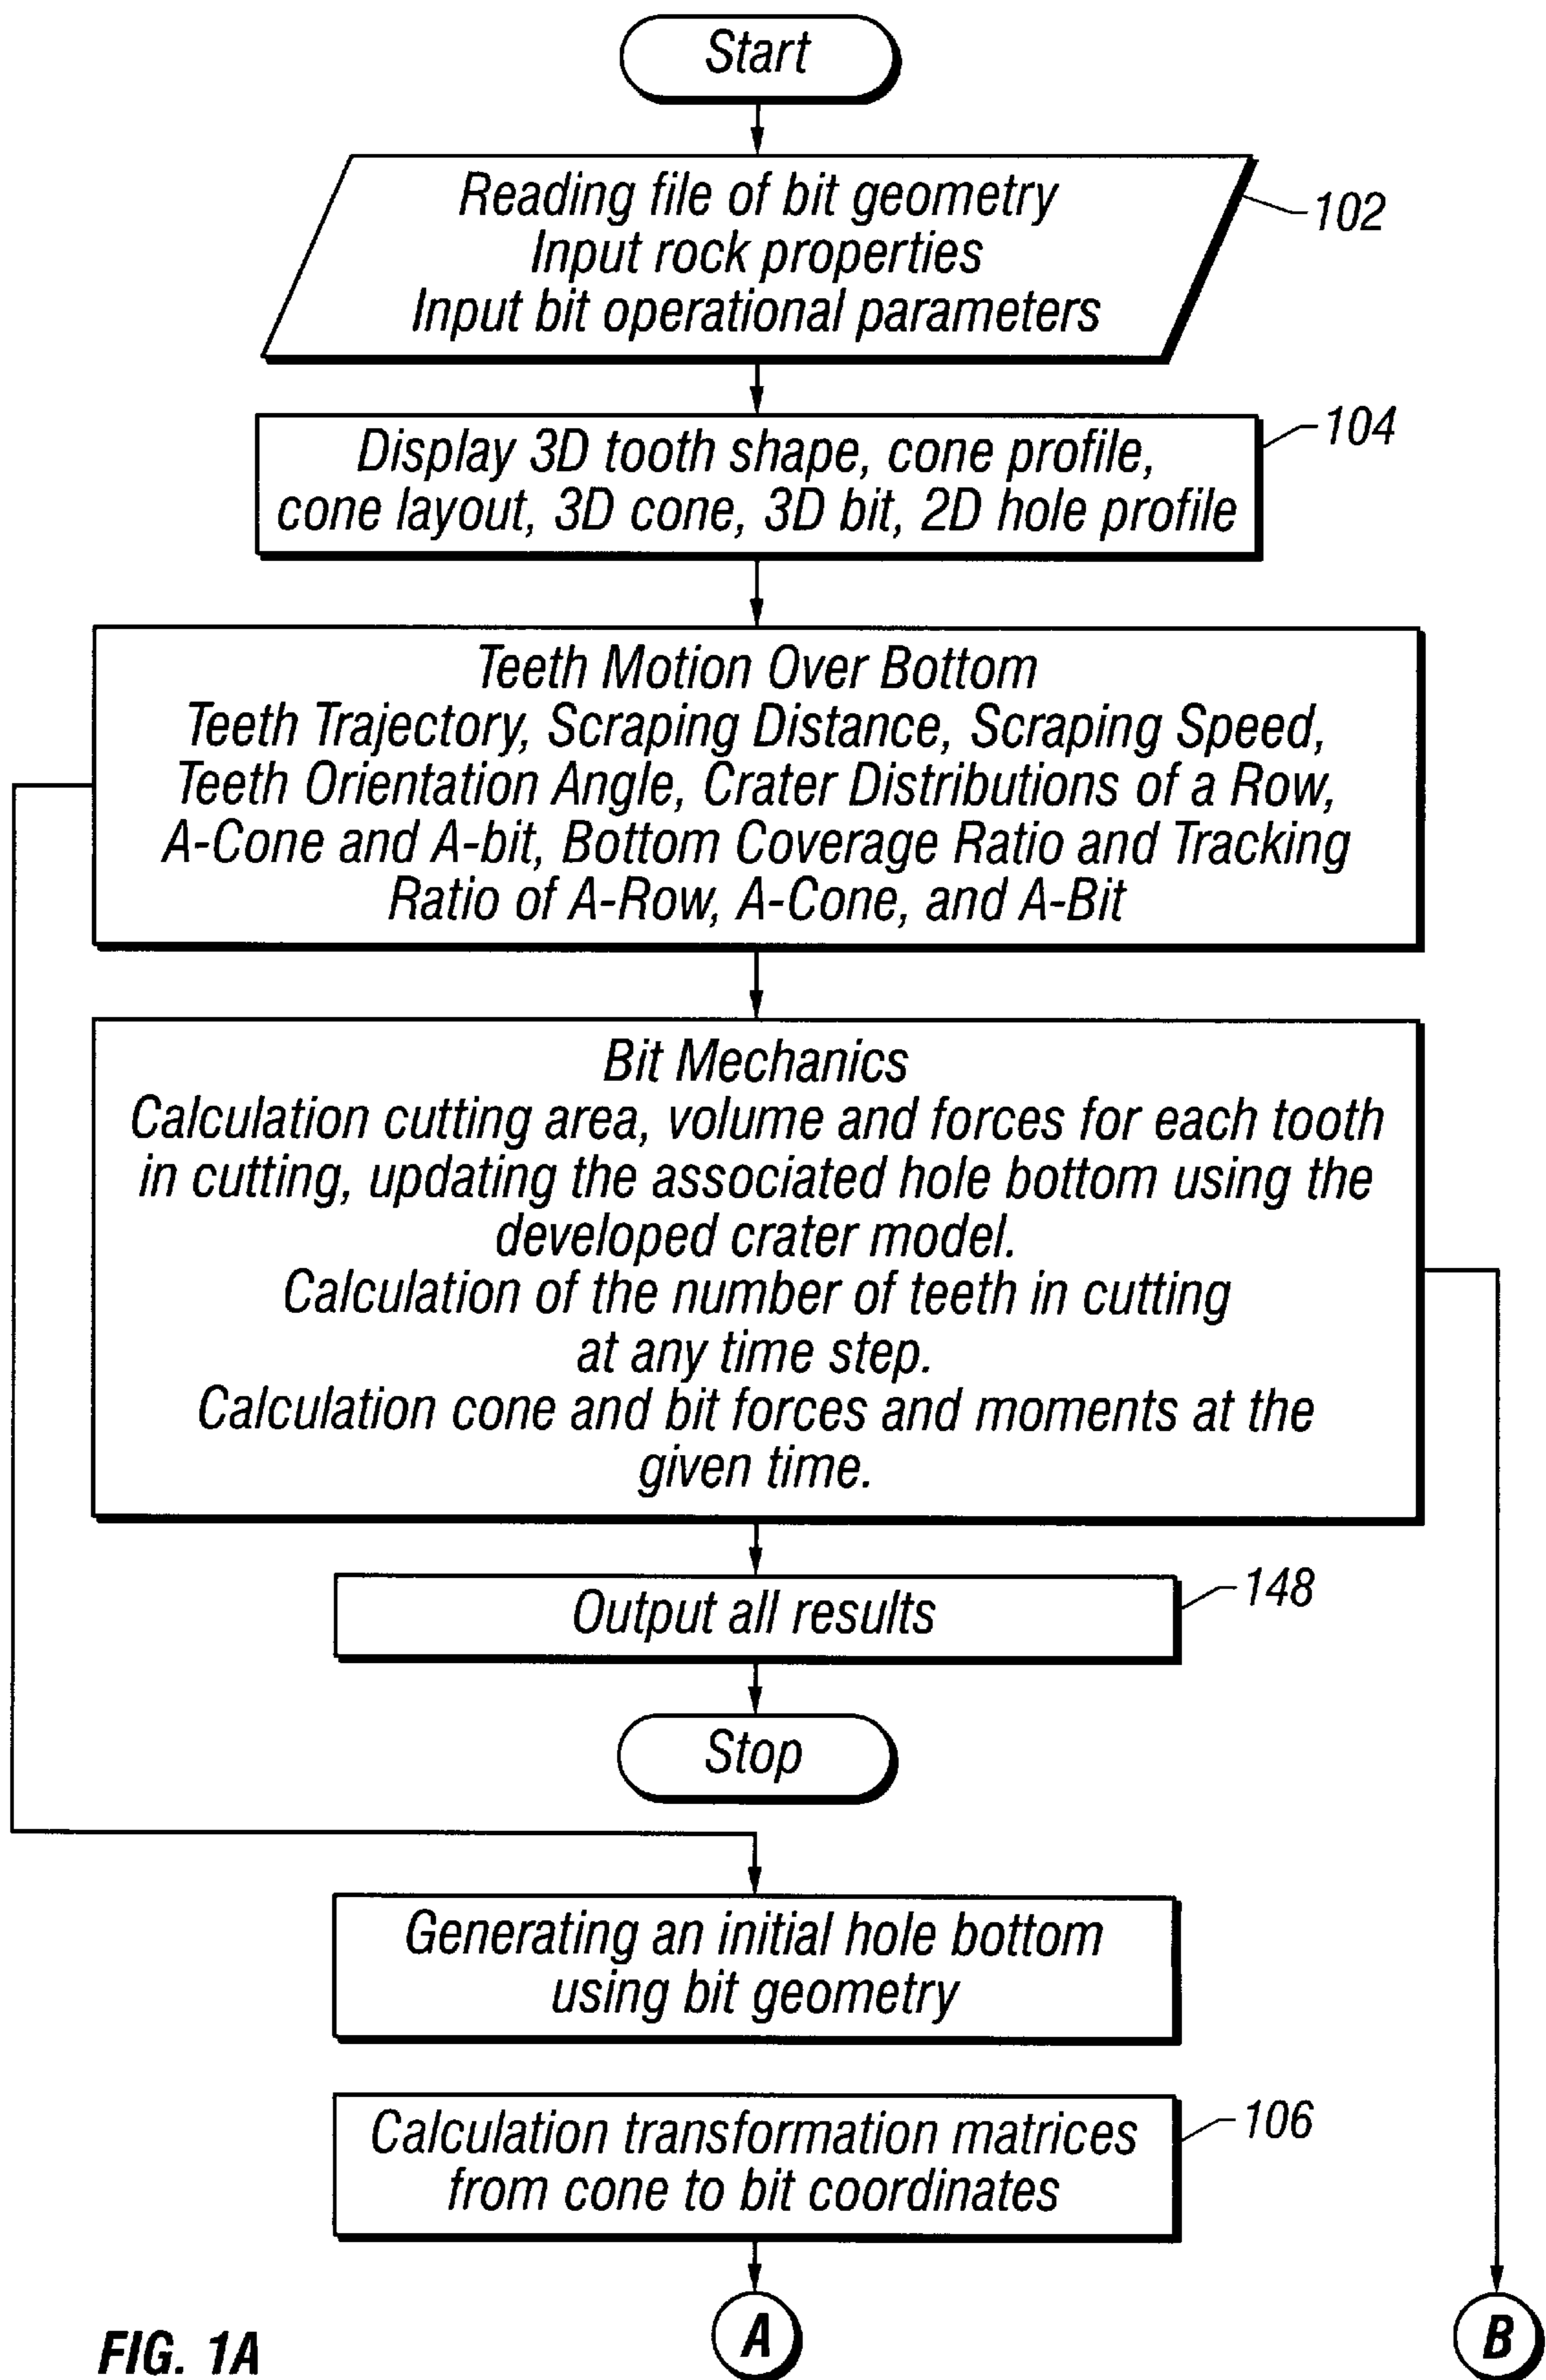 Start
Reading file of bit geometry
Input rock properties
Input bit operational parameters
102
Display 3D tooth shape, cone profile,
cone layout, 3D cone, 3D bit, 2D hole profile
104
Teeth Motion Over Bottom
Teeth Trajectory, Scraping Distance, Scraping Speed,
Teeth Orientation Angle, Crater Distributions of a Row,
A-Cone and A-bit, Bottom Coverage Ratio and Tracking
Ratio of A-Row, A-Cone, and A-Bit
Bit Mechanics
Calculation cutting area, volume and forces for each tooth
in cutting, updating the associated hole bottom using the
developed crater model.
Calculation of the number of teeth in cutting
at any time step.
Calculation cone and bit forces and moments at the
given time.
Output all results
148
Stop
Generating an initial hole bottom
using bit geometry
Calculation transformation matrices
from cone to bit coordinates
106
A
B
FIG. 1A